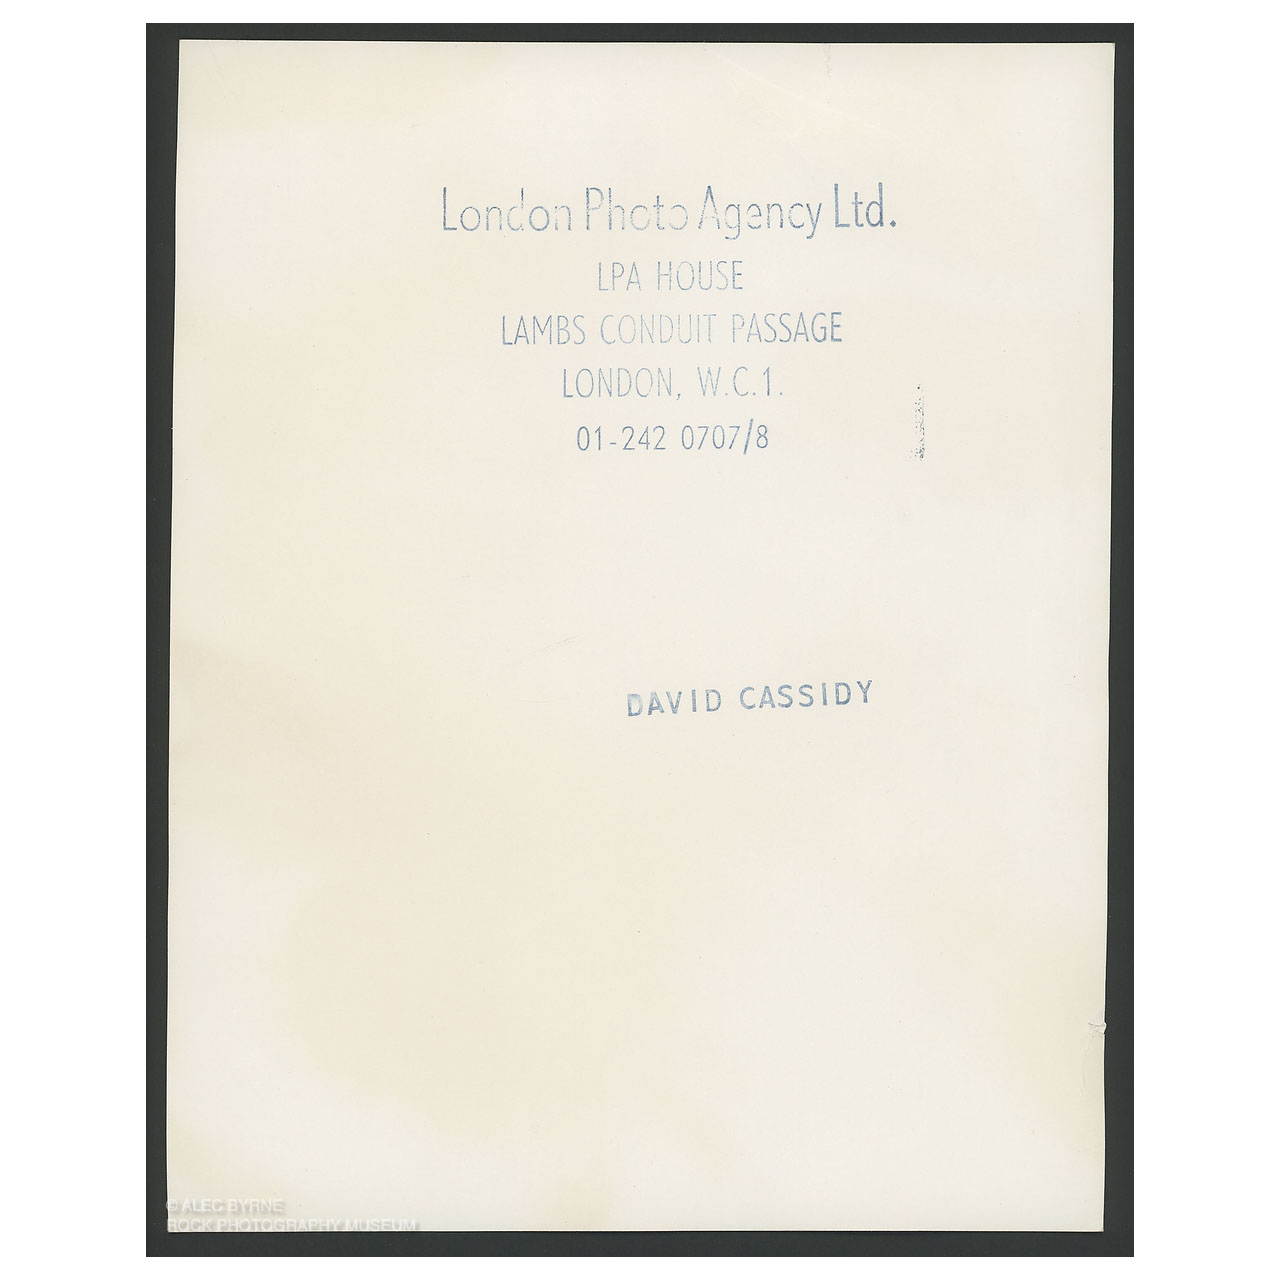 London Photo Agency Ltd.
LPA HOUSE
LAMBS CONDUIT PASSAGE
LONDON, W.C.1.
01-242 0707/8
DAVID CASSIDY
© ALEC BYRNE
ROCK PHOTOGRAPHY MUSEUM